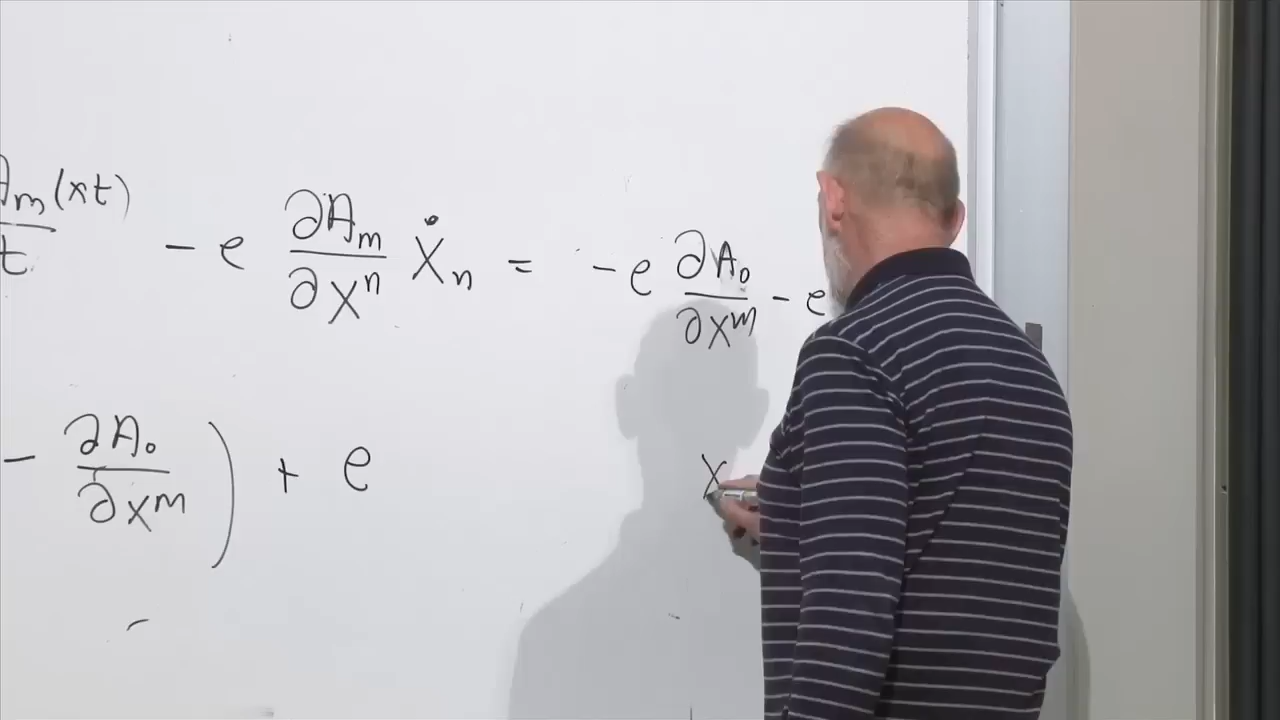 ∂A_m(xt)/∂t - e ∂A_m/∂x^n Ẋ_n = - e ∂A_0/∂x^m - e
- ∂A_0/∂x^m ) + e X